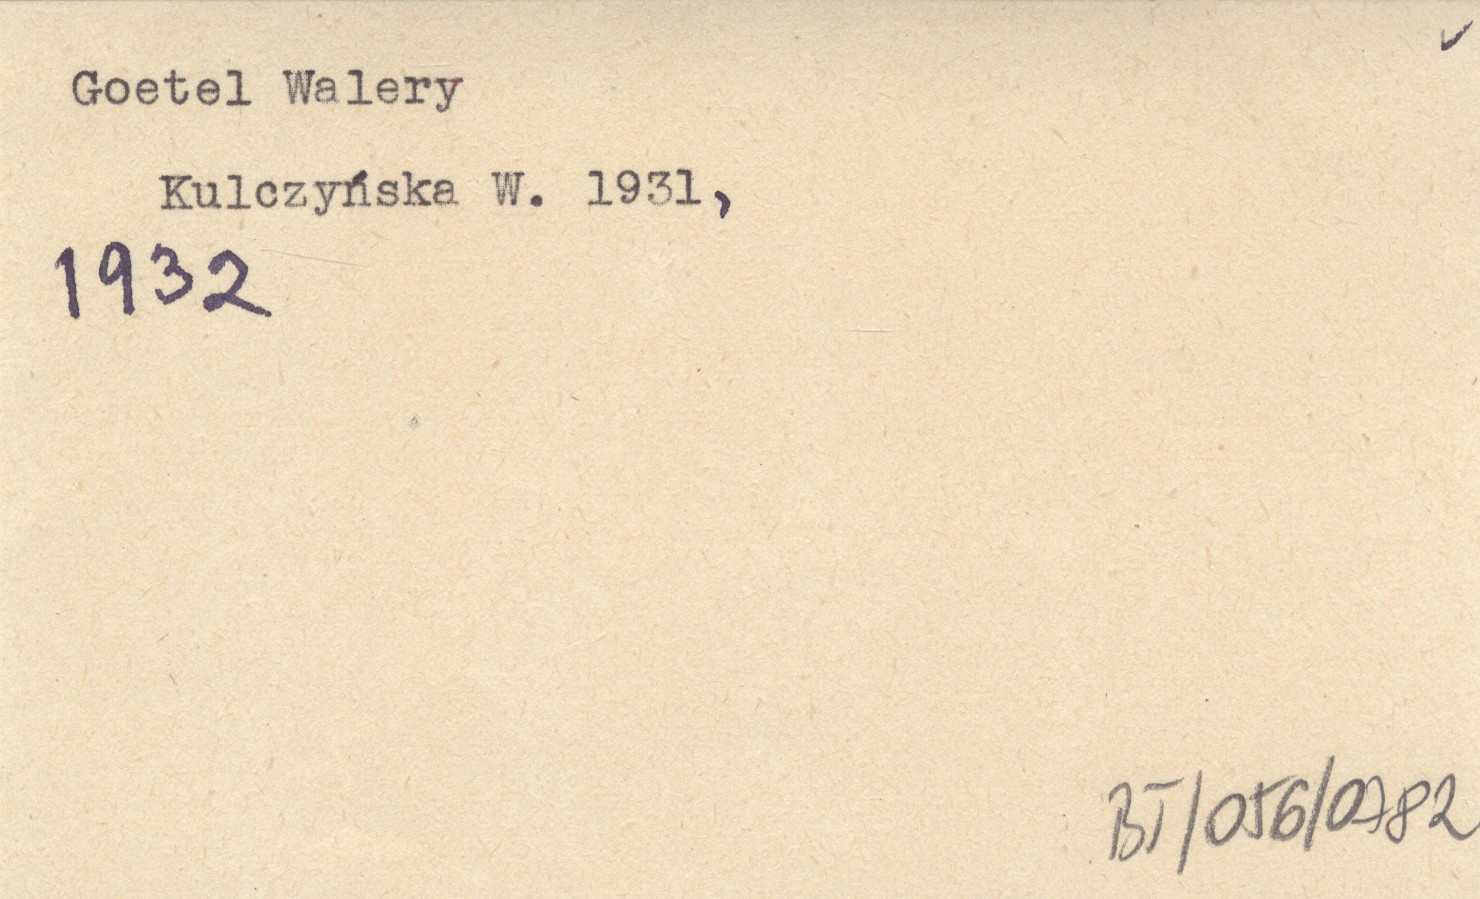 Goetel Walery
Kulczyńska W. 1931,
1932
BT/056/0782